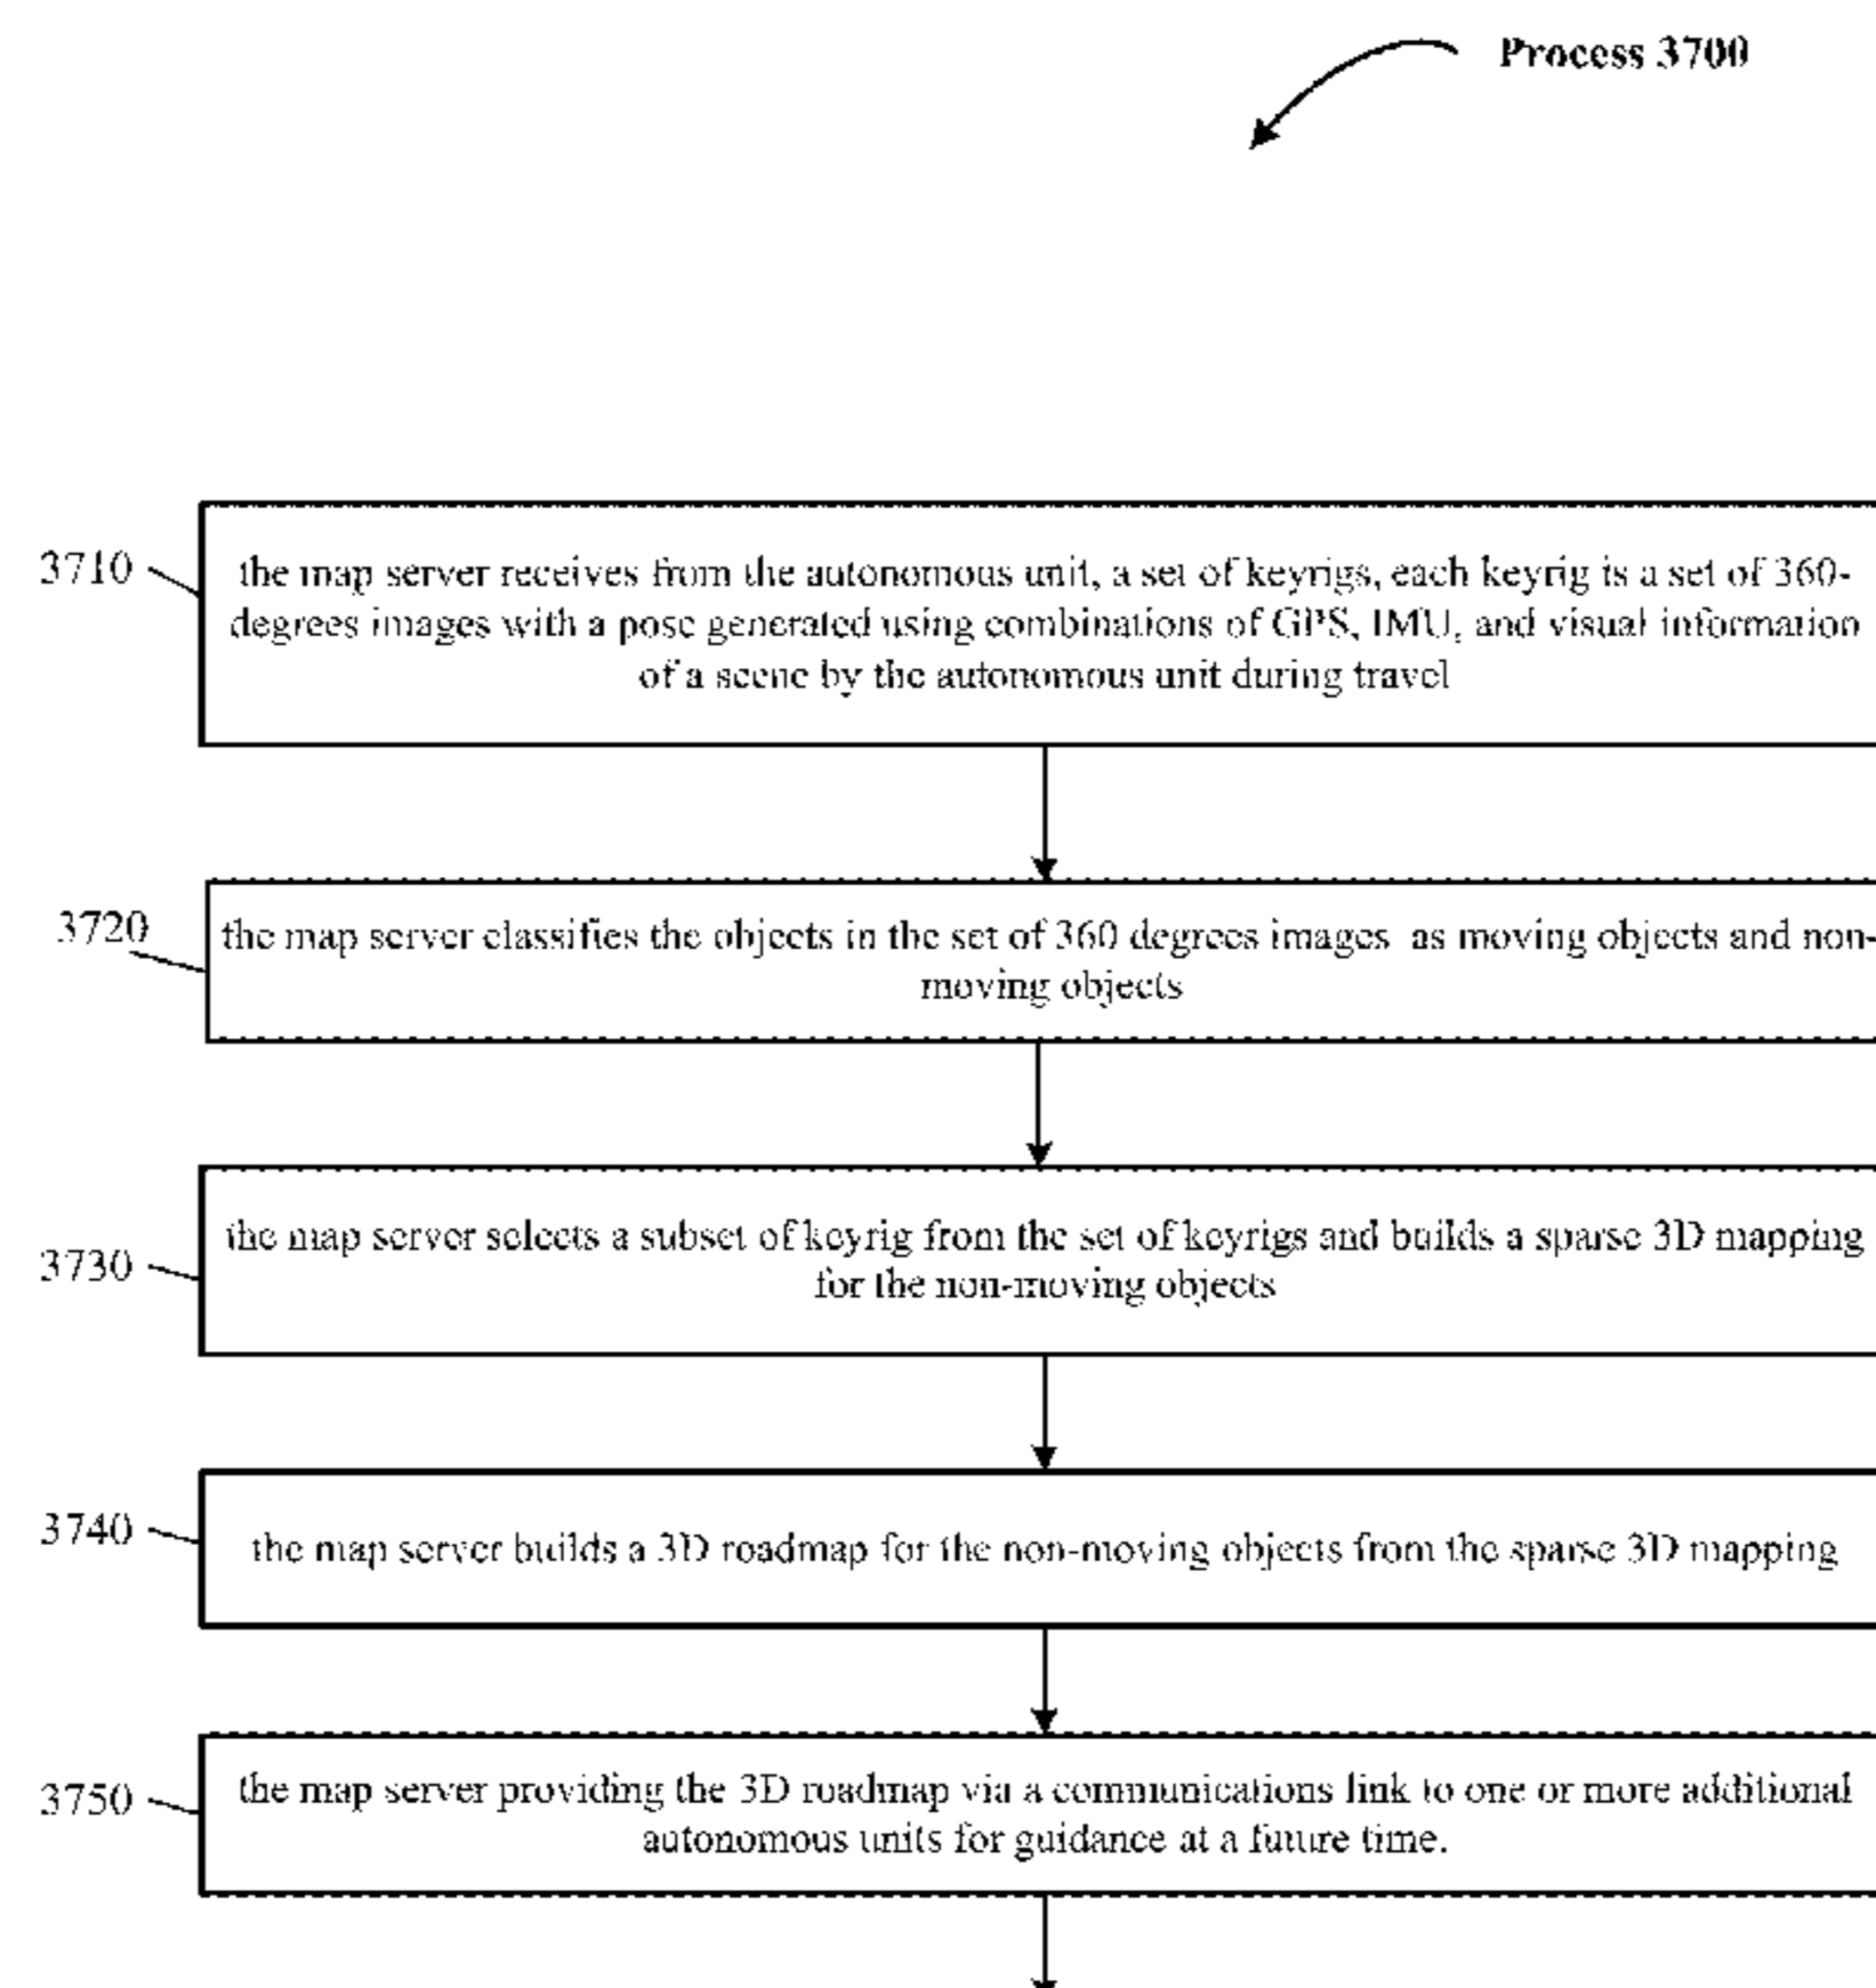 Process 3700
3710
the map server receives from the autonomous unit, a set of keyrigs, each keyrig is a set of 360-
degrees images with a pose generated using combinations of GPS, IMU, and visual information
of a scene by the autonomous unit during travel
3720
the map server classifies the objects in the set of 360 degrees images as moving objects and non-
moving objects
3730
the map server selects a subset of keyrig from the set of keyrigs and builds a sparse 3D mapping
for the non-moving objects
3740
the map server builds a 3D roadmap for the non-moving objects from the sparse 3D mapping
3750
the map server providing the 3D roadmap via a communications link to one or more additional
autonomous units for guidance at a future time.